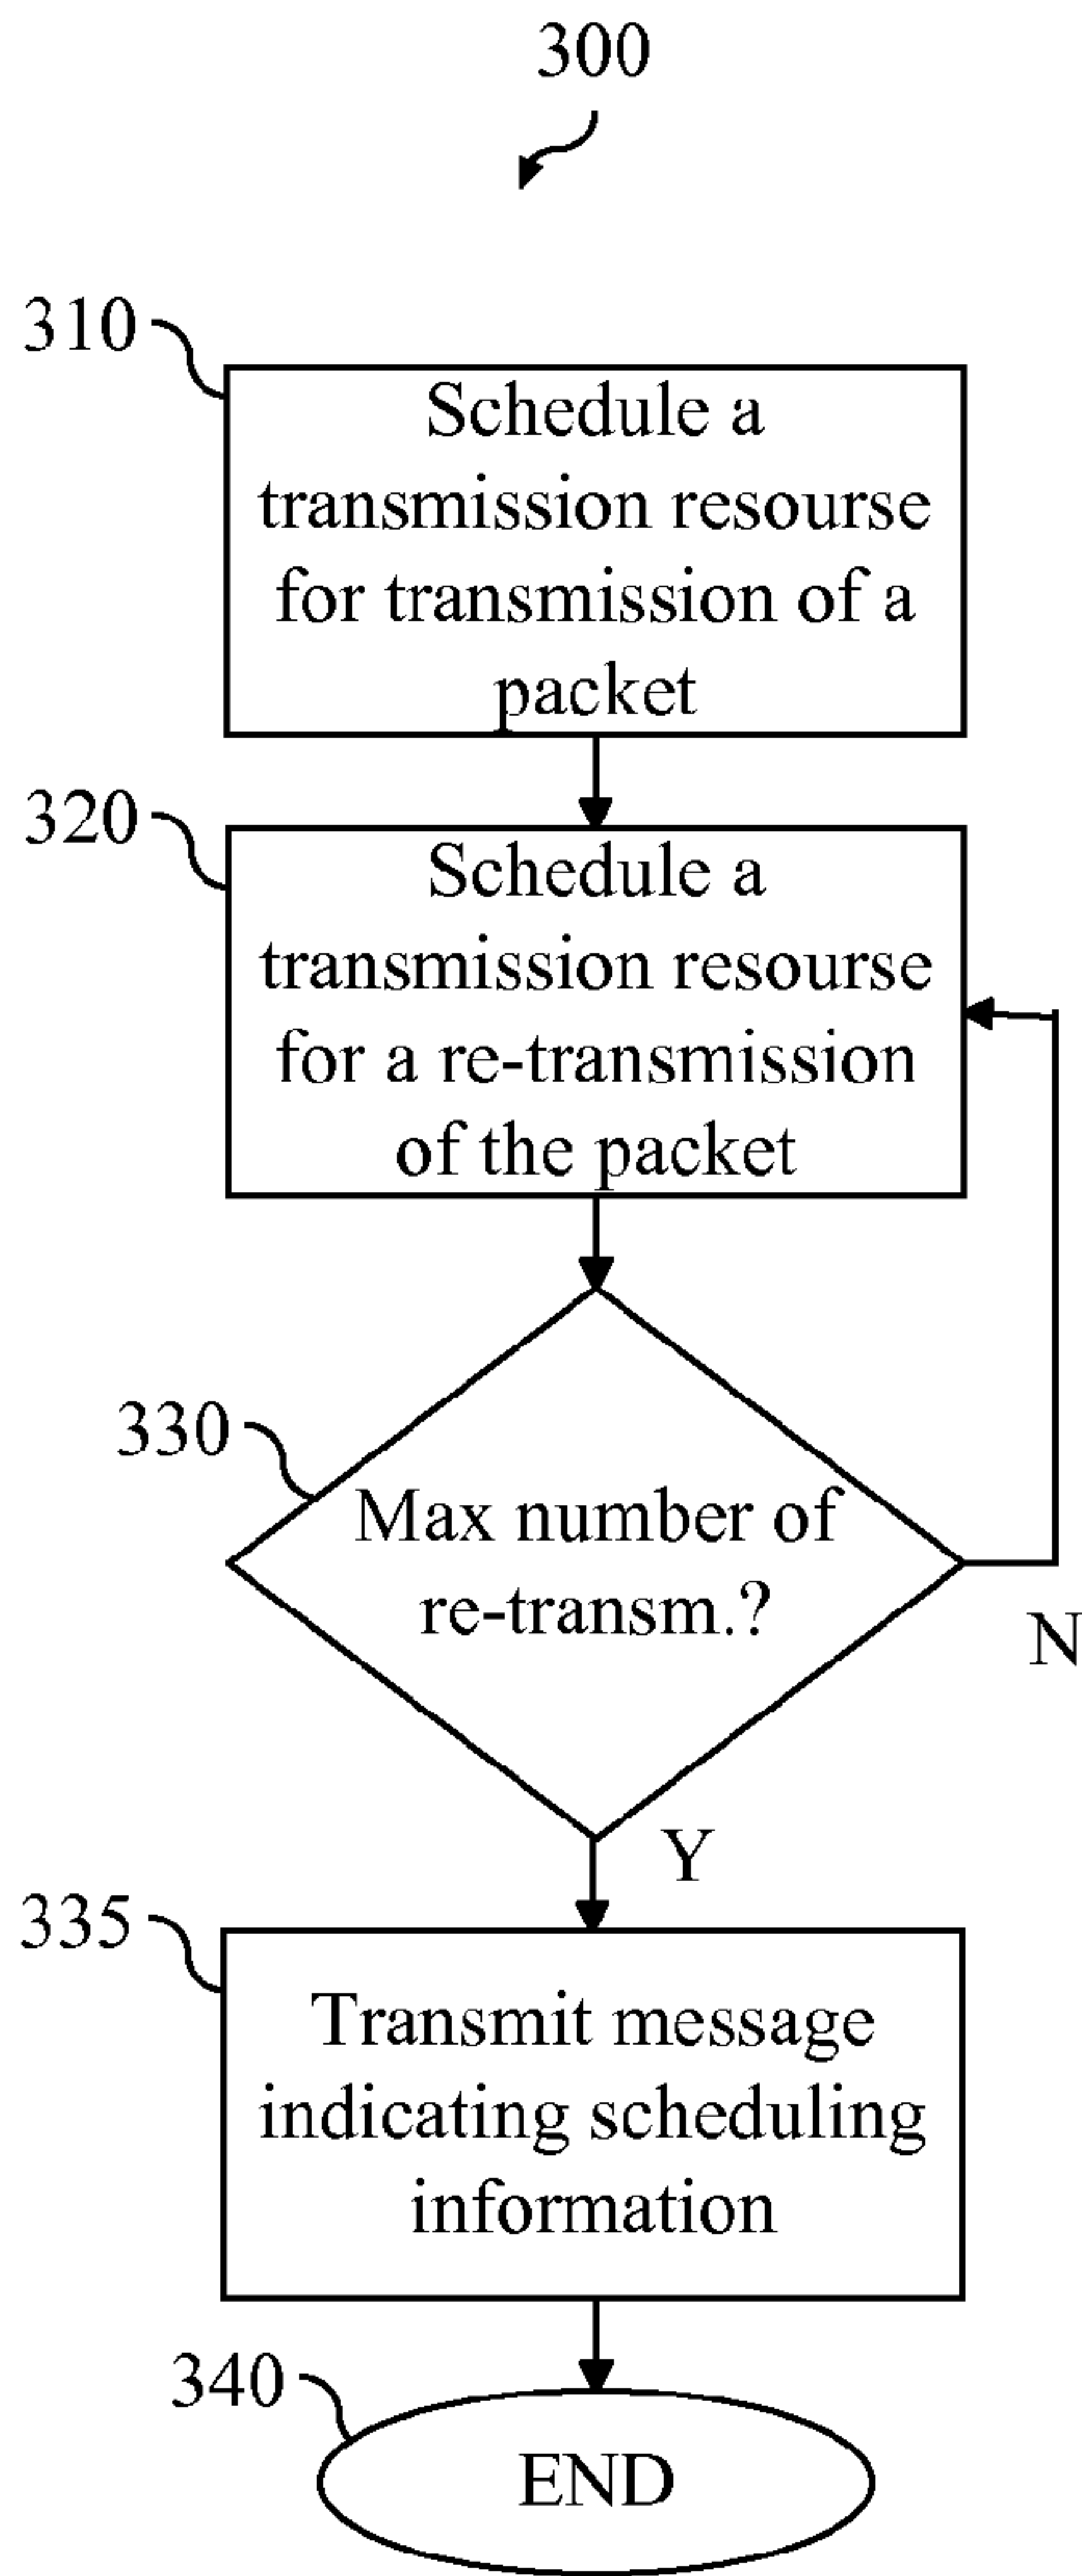 300
310
Schedule a
transmission resourse
for transmission of a
packet
320
Schedule a
transmission resourse
for a re-transmission
of the packet
330
Max number of
re-transm.?
N
Y
335
Transmit message
indicating scheduling
information
340
END